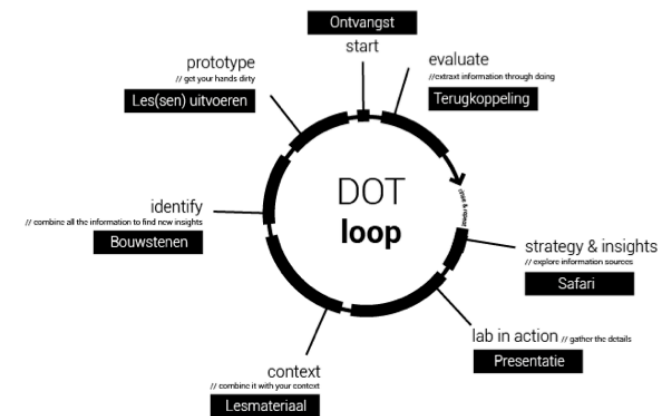 Ontvangst
start
evaluate
//extraxt information through doing
Terugkoppeling
prototype
// get your hands dirty
Les(sen) uitvoeren
DOT
loop
identify
// combine all the information to find new insights
Bouwstenen
strategy & insights
// explore information sources
Safari
lab in action // gather the details
Presentatie
context
// combine it with your context
Lesmateriaal